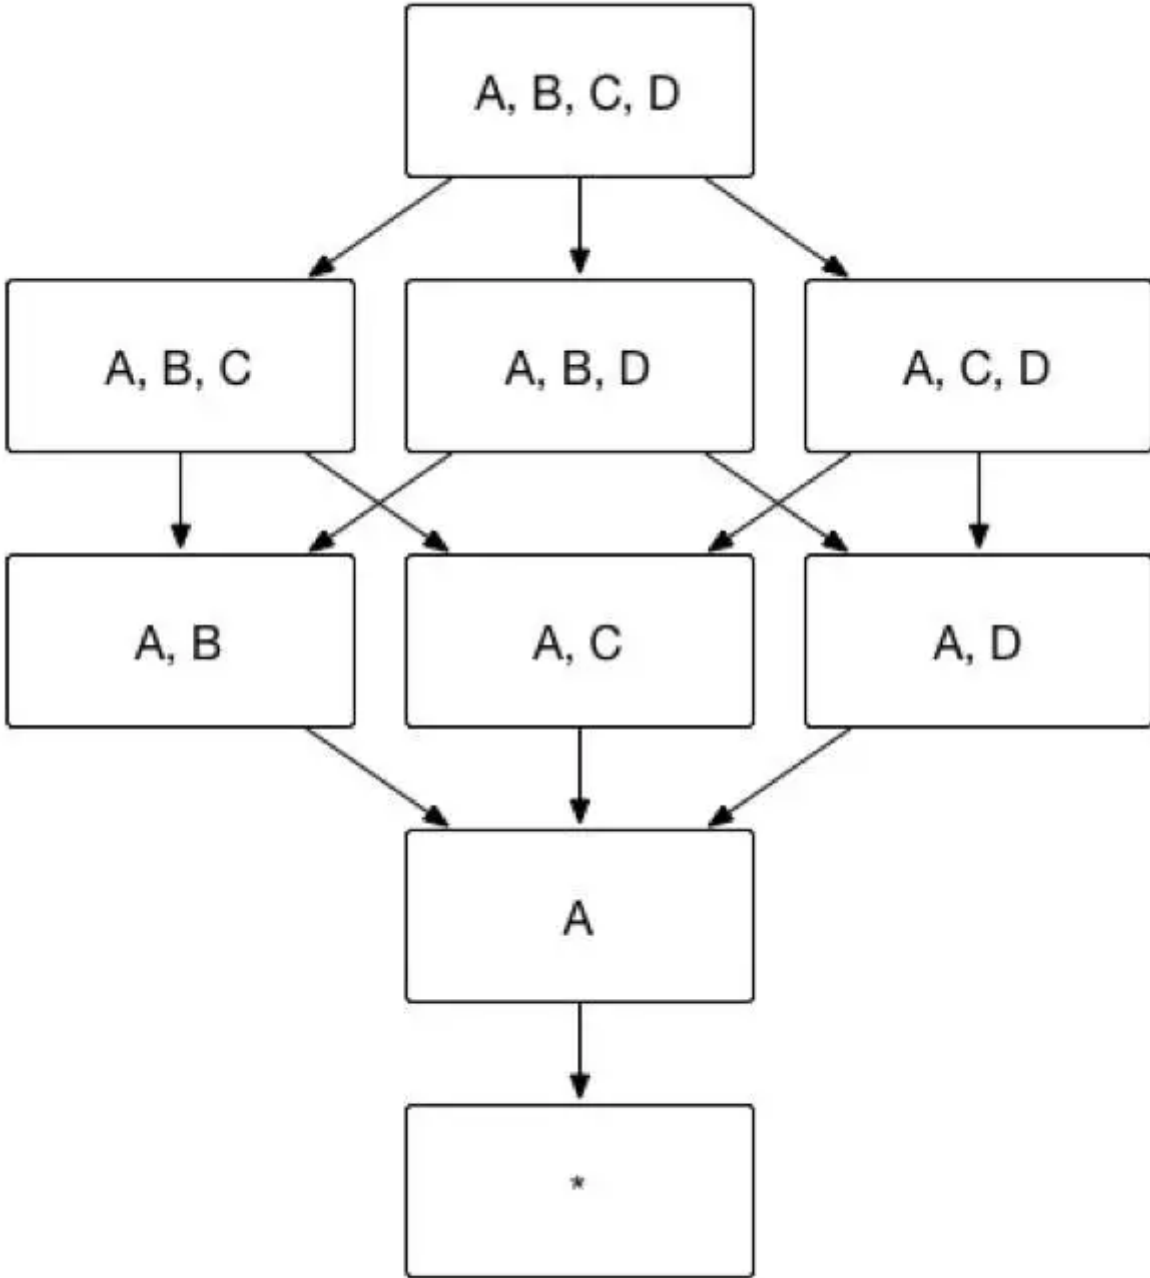 A, B, C, D
A, B, C
A, B, D
A, C, D
A, B
A, C
A, D
A
*